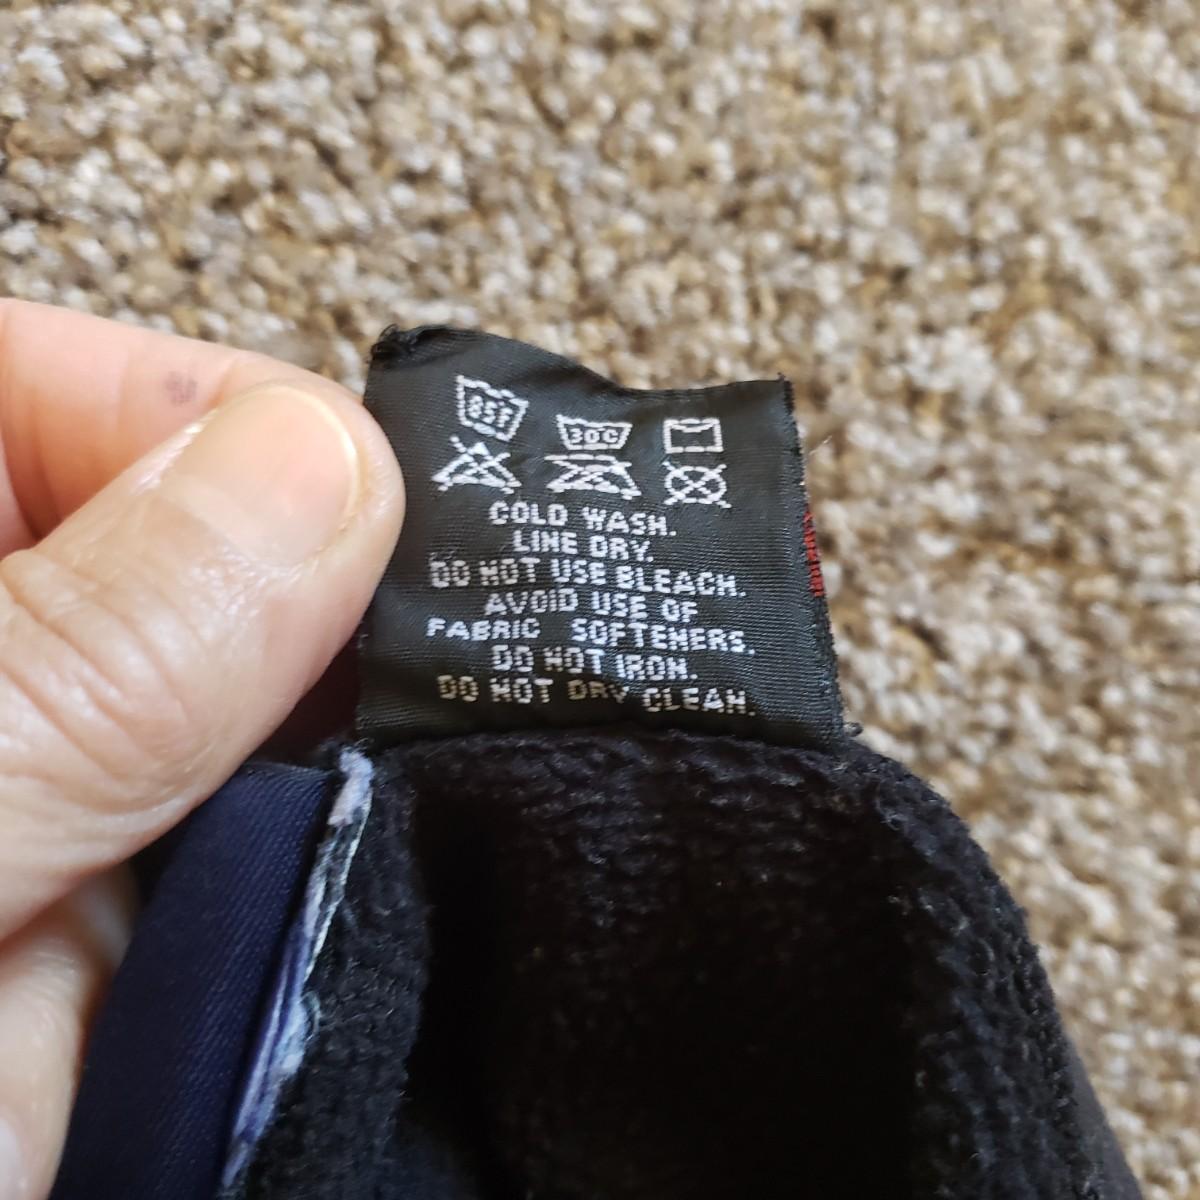 85F
30C
COLD WASH.
LINE DRY.
DO NOT USE BLEACH.
AVOID USE OF
FABRIC SOFTENERS.
DO NOT IRON.
DO NOT DRY CLEAN.